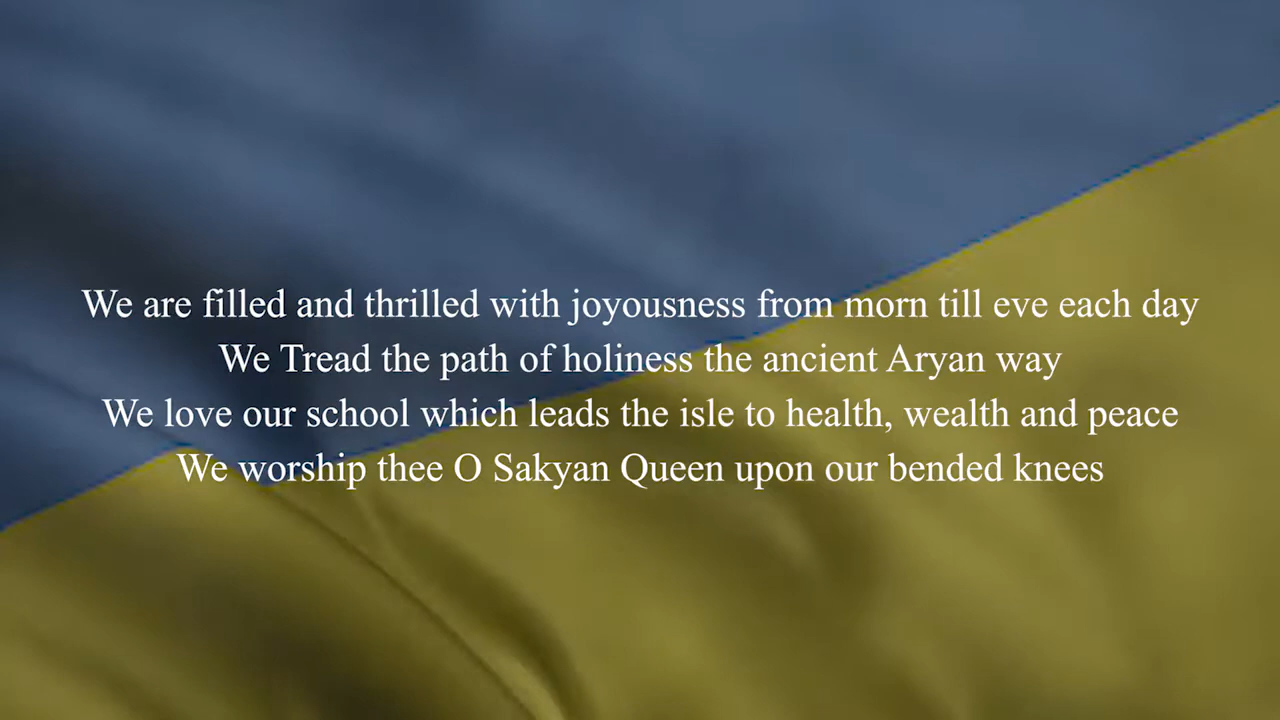 We are filled and thrilled with joyousness from morn till eve each day
We Tread the path of holiness the ancient Aryan way
We love our school which leads the isle to health, wealth and peace
We worship thee O Sakyan Queen upon our bended knees